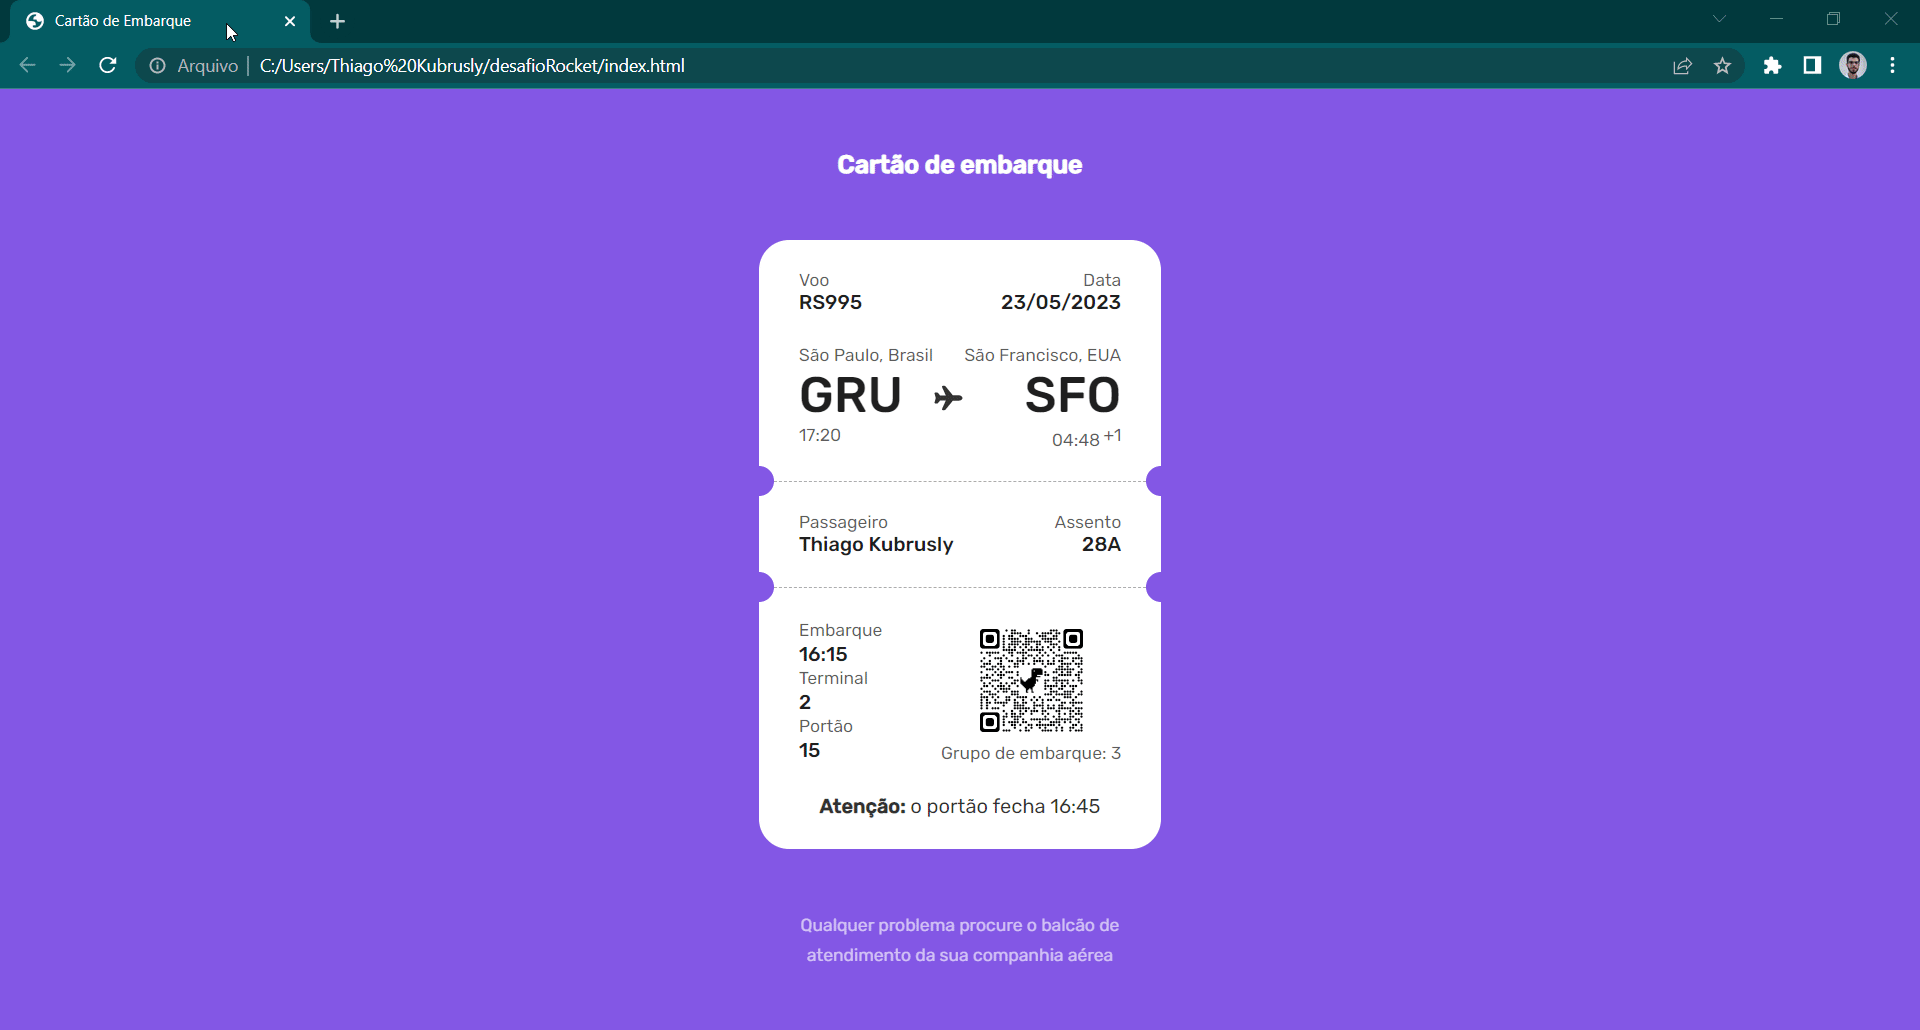 Cartão de Embarque
Arquivo | C:/Users/Thiago%20Kubrusly/desafioRocket/index.html
Cartão de embarque
Voo Data
RS995 23/05/2023
São Paulo, Brasil São Francisco, EUA
GRU SFO
17:20 04:48 +1
Passageiro Assento
Thiago Kubrusly 28A
Embarque
16:15
Terminal
2
Portão
15
Grupo de embarque: 3
Atenção: o portão fecha 16:45
Qualquer problema procure o balcão de
atendimento da sua companhia aérea